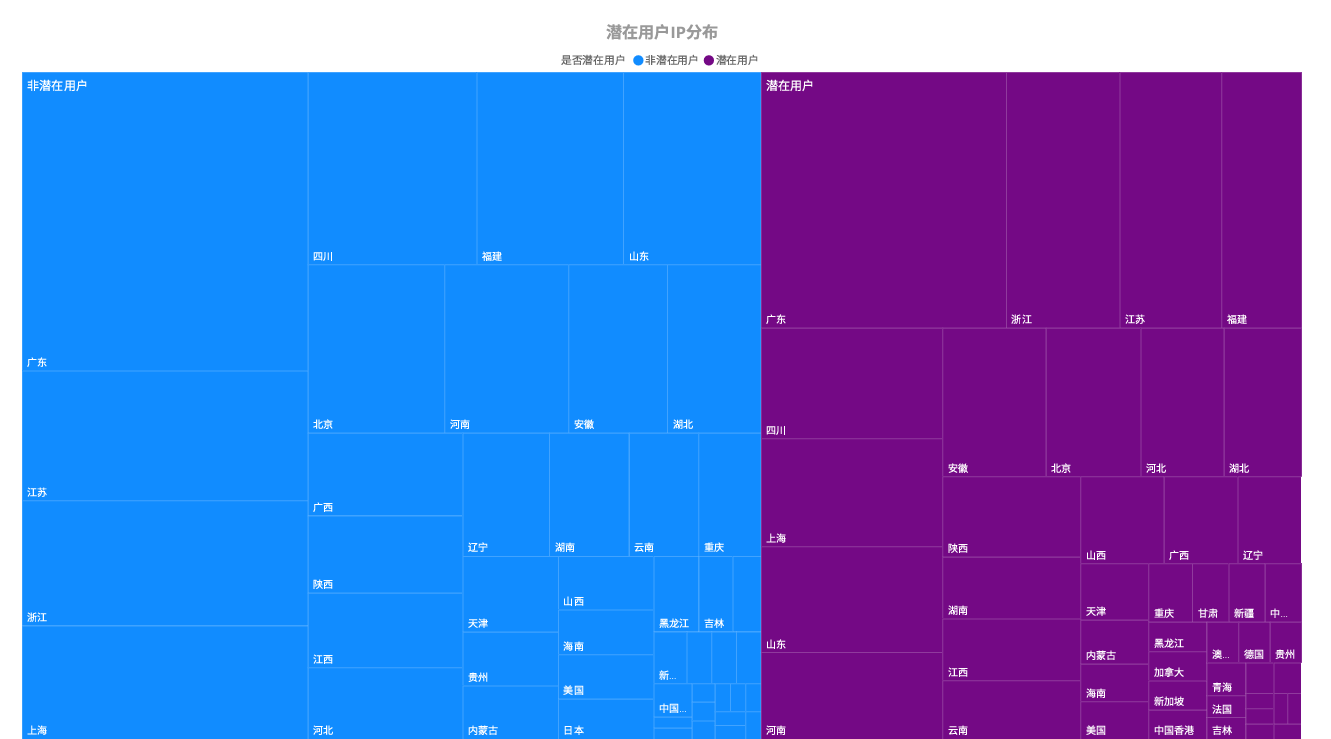 潜在用户IP分布
是否潜在用户 非潜在用户 潜在用户
非潜在用户
广东
江苏
浙江
上海
四川
福建
山东
北京
河南
安徽
湖北
广西
陕西
江西
河北
辽宁
湖南
云南
重庆
天津
贵州
内蒙古
山西
海南
美国
日本
黑龙江
吉林
新...
中国...
潜在用户
广东
浙江
江苏
福建
四川
上海
山东
河南
安徽
北京
河北
湖北
陕西
湖南
江西
云南
山西
广西
辽宁
天津
内蒙古
海南
美国
重庆
甘肃
新疆
中...
黑龙江
加拿大
新加坡
中国香港
澳...
德国
贵州
青海
法国
吉林